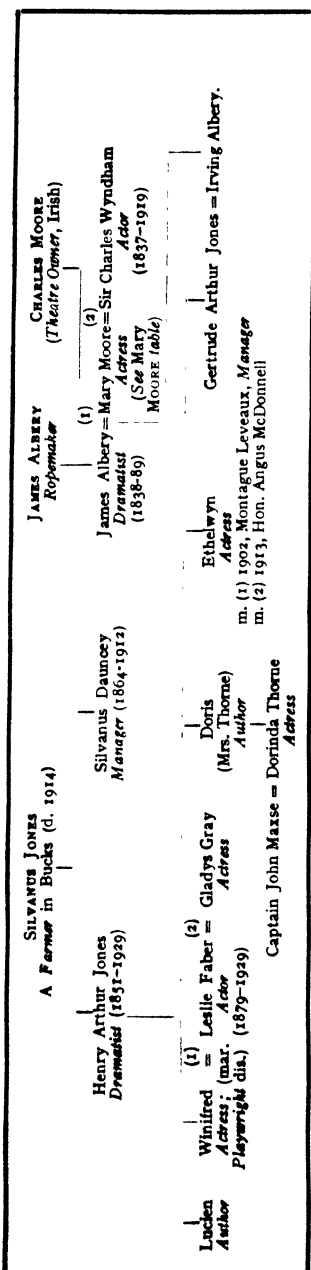 SILVANUS JONES
A Farmer in Bucks (d. 1914)
JAMES ALBERY
Ropemaker
CHARLES MOORE
(Theatre Owner, Irish)
Henry Arthur Jones
Dramatist (1851-1929)
Silvanus Dauncey
Manager (1864-1912)
(1) (2)
James Albery = Mary Moore = Sir Charles Wyndham
Dramatist Actress Actor
(1838-89) (See Mary (1837-1919)
MOORE table)
Lucien
Author
(1) (2)
Winifred = Leslie Faber = Gladys Gray
Actress; (mar. Actor Actress
Playwright dis.) (1879-1929)
Doris
(Mrs. Thorne)
Author
Ethelwyn
Actress
m. (1) 1902, Montague Leveaux, Manager
m. (2) 1913, Hon. Angus McDonnell
Gertrude Arthur Jones = Irving Albery.
Captain John Maxse = Dorinda Thorne
Actress